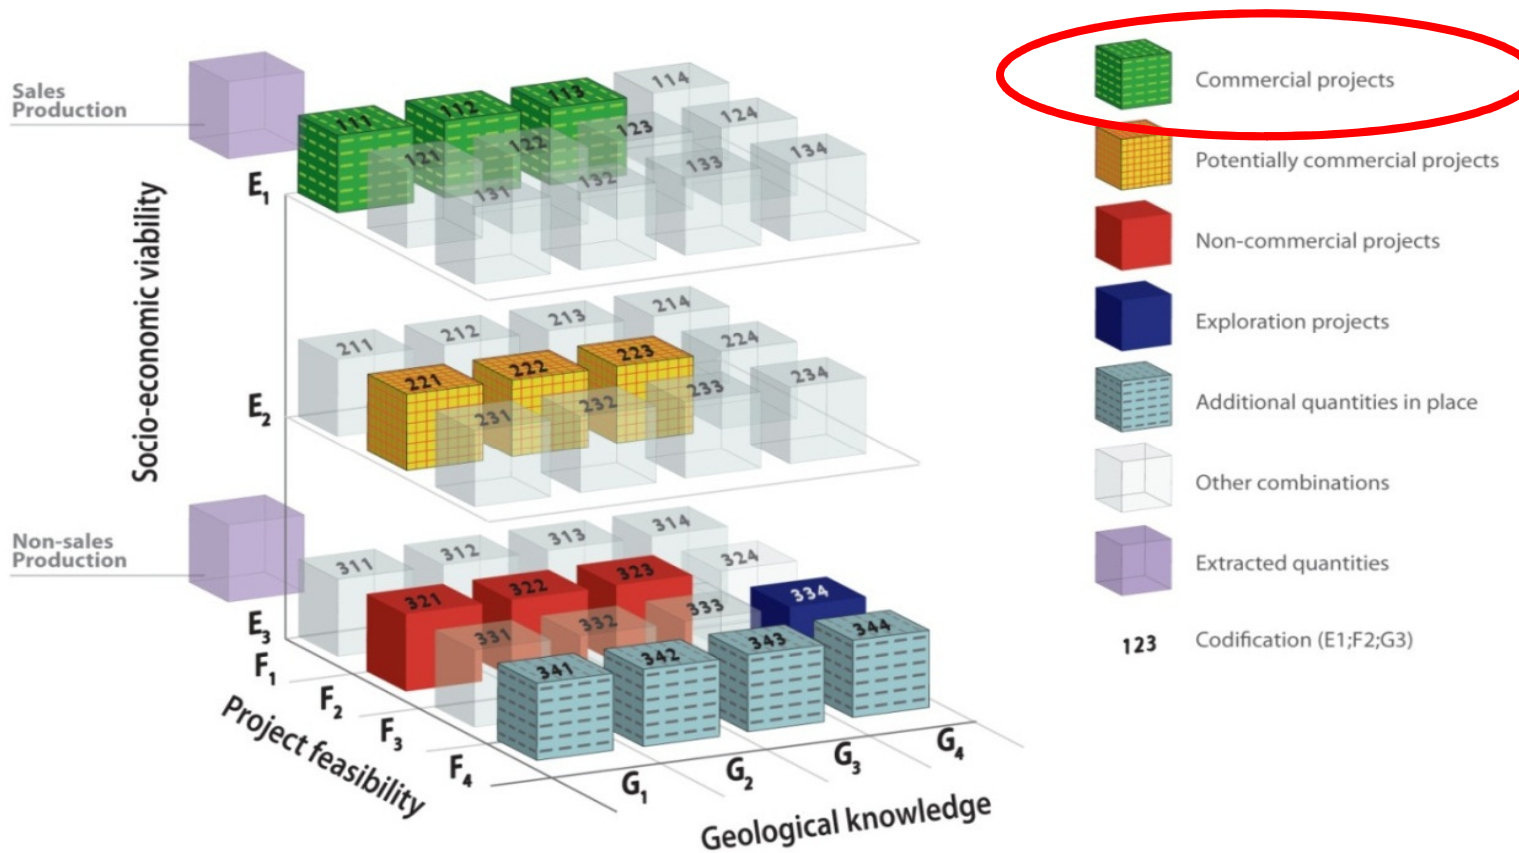 Sales
Production
Socio-economic viability
E1
111
112
113
114
121
122
123
124
131
132
133
134
E2
211
212
213
214
221
222
223
224
231
232
233
234
Non-sales
Production
E3
311
312
313
314
321
322
323
324
331
332
333
334
341
342
343
344
F1
F2
F3
F4
Project feasibility
G1
G2
G3
G4
Geological knowledge
Commercial projects
Potentially commercial projects
Non-commercial projects
Exploration projects
Additional quantities in place
Other combinations
Extracted quantities
123 Codification (E1;F2;G3)